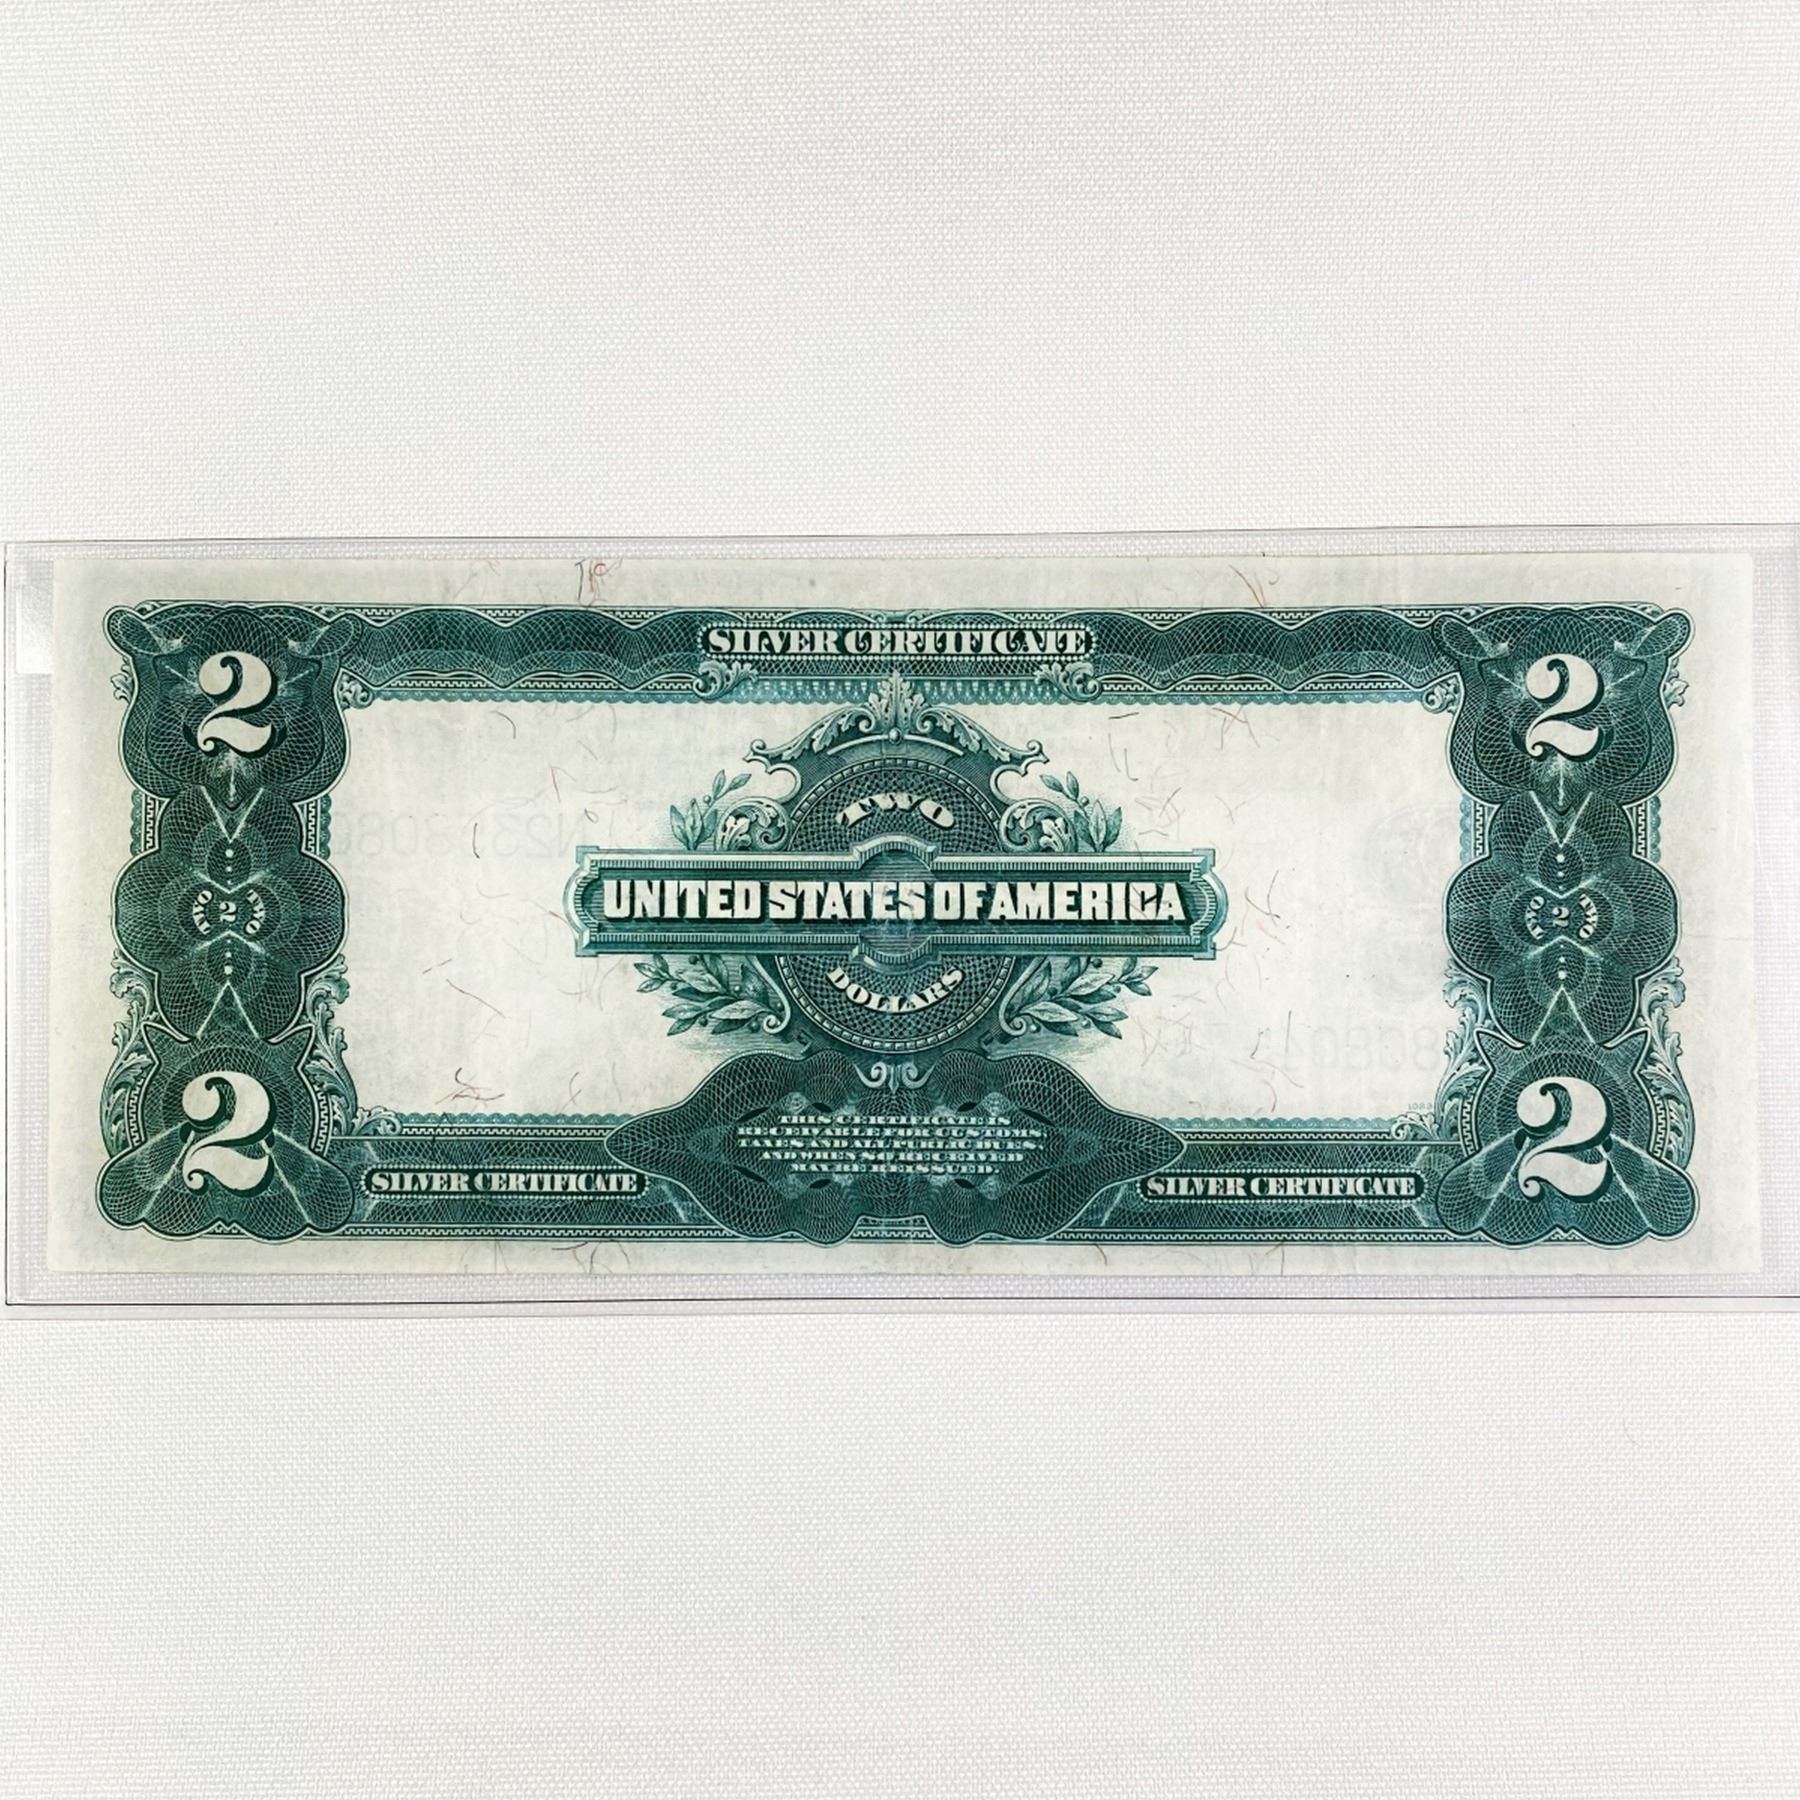 SILVER CERTIFICATE
2 2
TWO
UNITED STATES OF AMERICA
TWO 2 TWO
TWO 2 TWO
DOLLARS
2 2
THIS CERTIFICATE IS
RECEIVABLE FOR CUSTOMS
TAXES AND ALL PUBLIC DUES
AND WHEN SO RECEIVED
MAY BE REISSUED.
SILVER CERTIFICATE SILVER CERTIFICATE